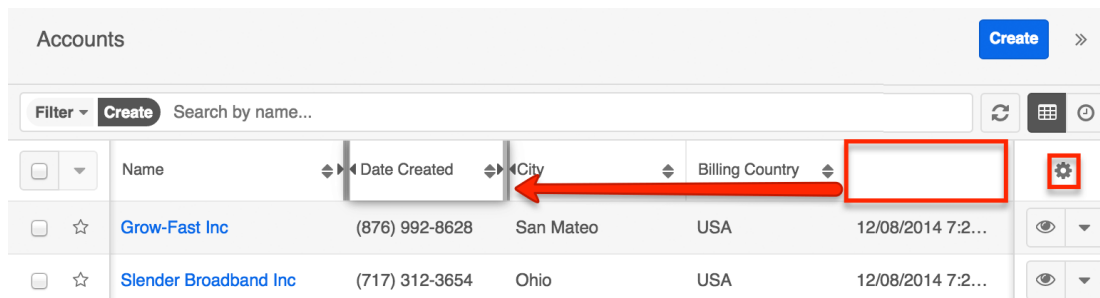 Accounts
Create
Filter Create Search by name...
Name Date Created City Billing Country
Grow-Fast Inc (876) 992-8628 San Mateo USA 12/08/2014 7:2...
Slender Broadband Inc (717) 312-3654 Ohio USA 12/08/2014 7:2...